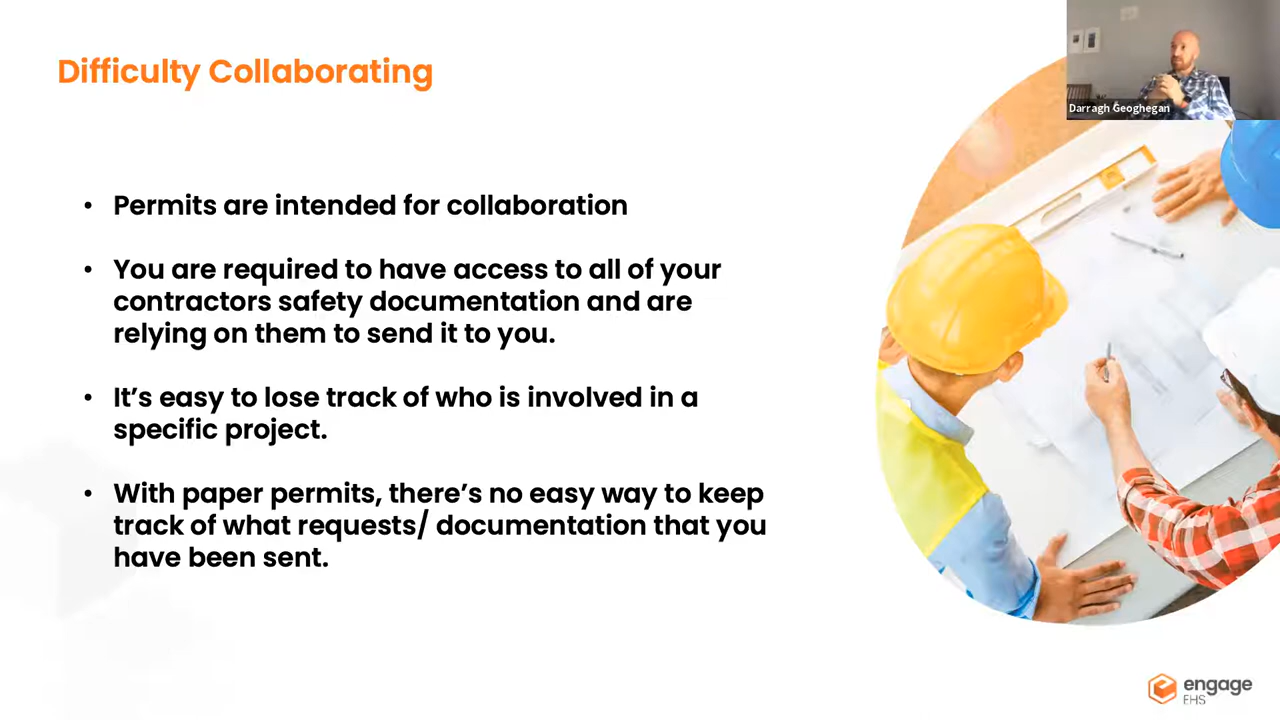 Difficulty Collaborating
Darragh Geoghegan
• Permits are intended for collaboration
• You are required to have access to all of your
contractors safety documentation and are
relying on them to send it to you.
• It’s easy to lose track of who is involved in a
specific project.
• With paper permits, there’s no easy way to keep
track of what requests/ documentation that you
have been sent.
engage
EHS